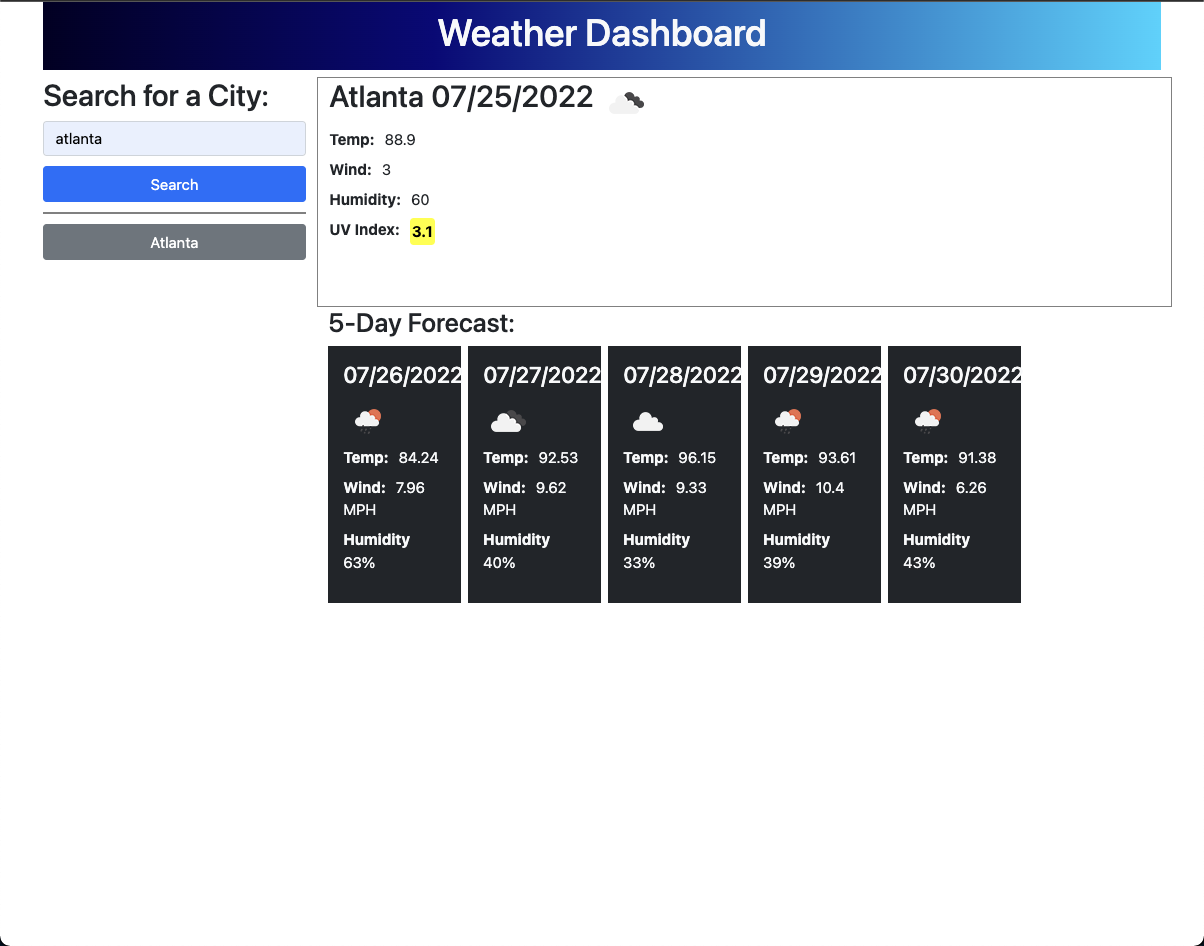 Weather Dashboard
Search for a City:
atlanta
Search
Atlanta
Atlanta 07/25/2022
Temp: 88.9
Wind: 3
Humidity: 60
UV Index: 3.1
5-Day Forecast:
07/26/2022
Temp: 84.24
Wind: 7.96
MPH
Humidity
63%
07/27/2022
Temp: 92.53
Wind: 9.62
MPH
Humidity
40%
07/28/2022
Temp: 96.15
Wind: 9.33
MPH
Humidity
33%
07/29/2022
Temp: 93.61
Wind: 10.4
MPH
Humidity
39%
07/30/2022
Temp: 91.38
Wind: 6.26
MPH
Humidity
43%